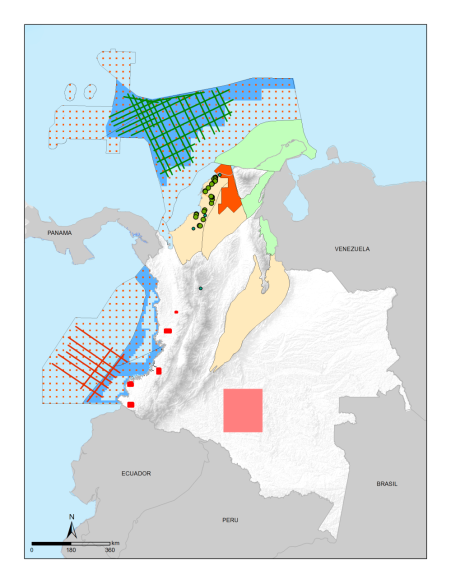 PANAMA
VENEZUELA
ECUADOR
BRASIL
PERU
N
km
0 180 360